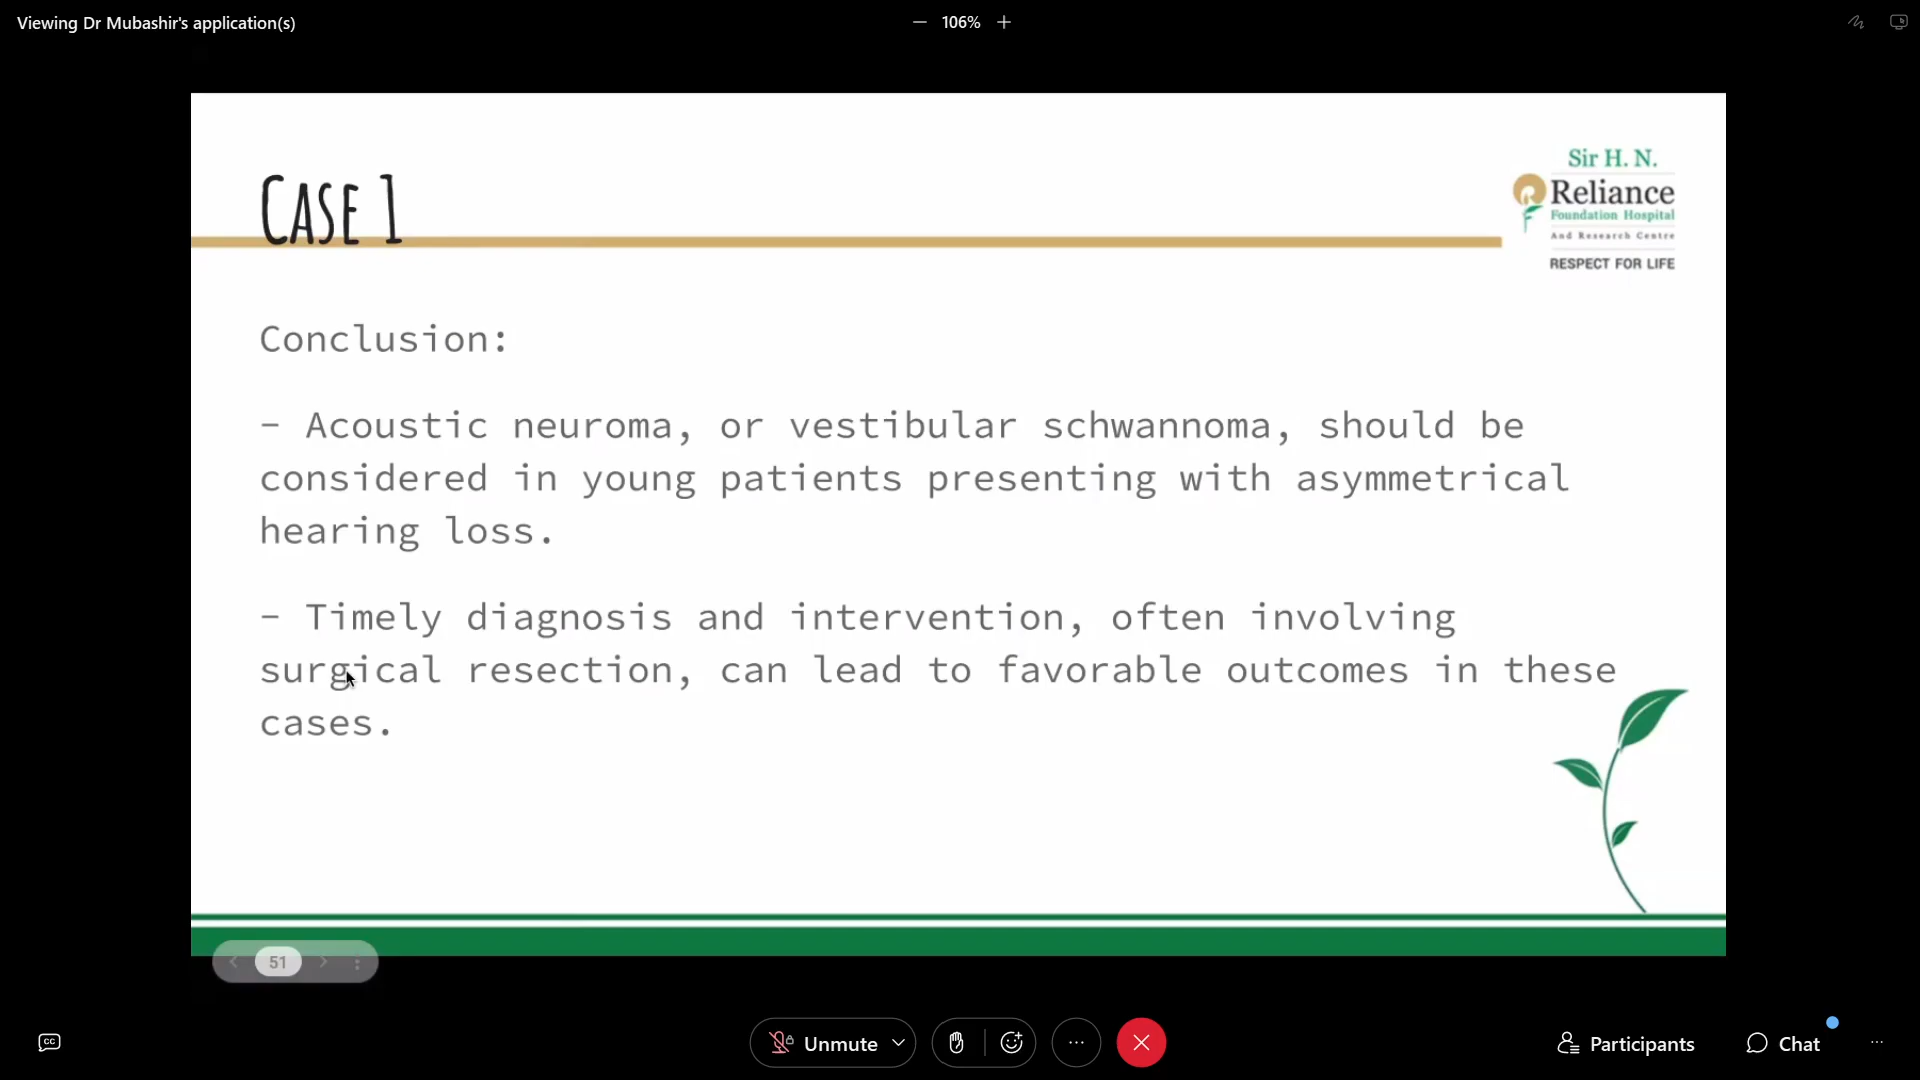 Viewing Dr Mubashir's application(s)
106%
Case 1
Sir H. N.
Reliance
Foundation Hospital
And Research Centre
RESPECT FOR LIFE
Conclusion:
- Acoustic neuroma, or vestibular schwannoma, should be
considered in young patients presenting with asymmetrical
hearing loss.
- Timely diagnosis and intervention, often involving
surgical resection, can lead to favorable outcomes in these
cases.
51
CC
Unmute
Participants
Chat